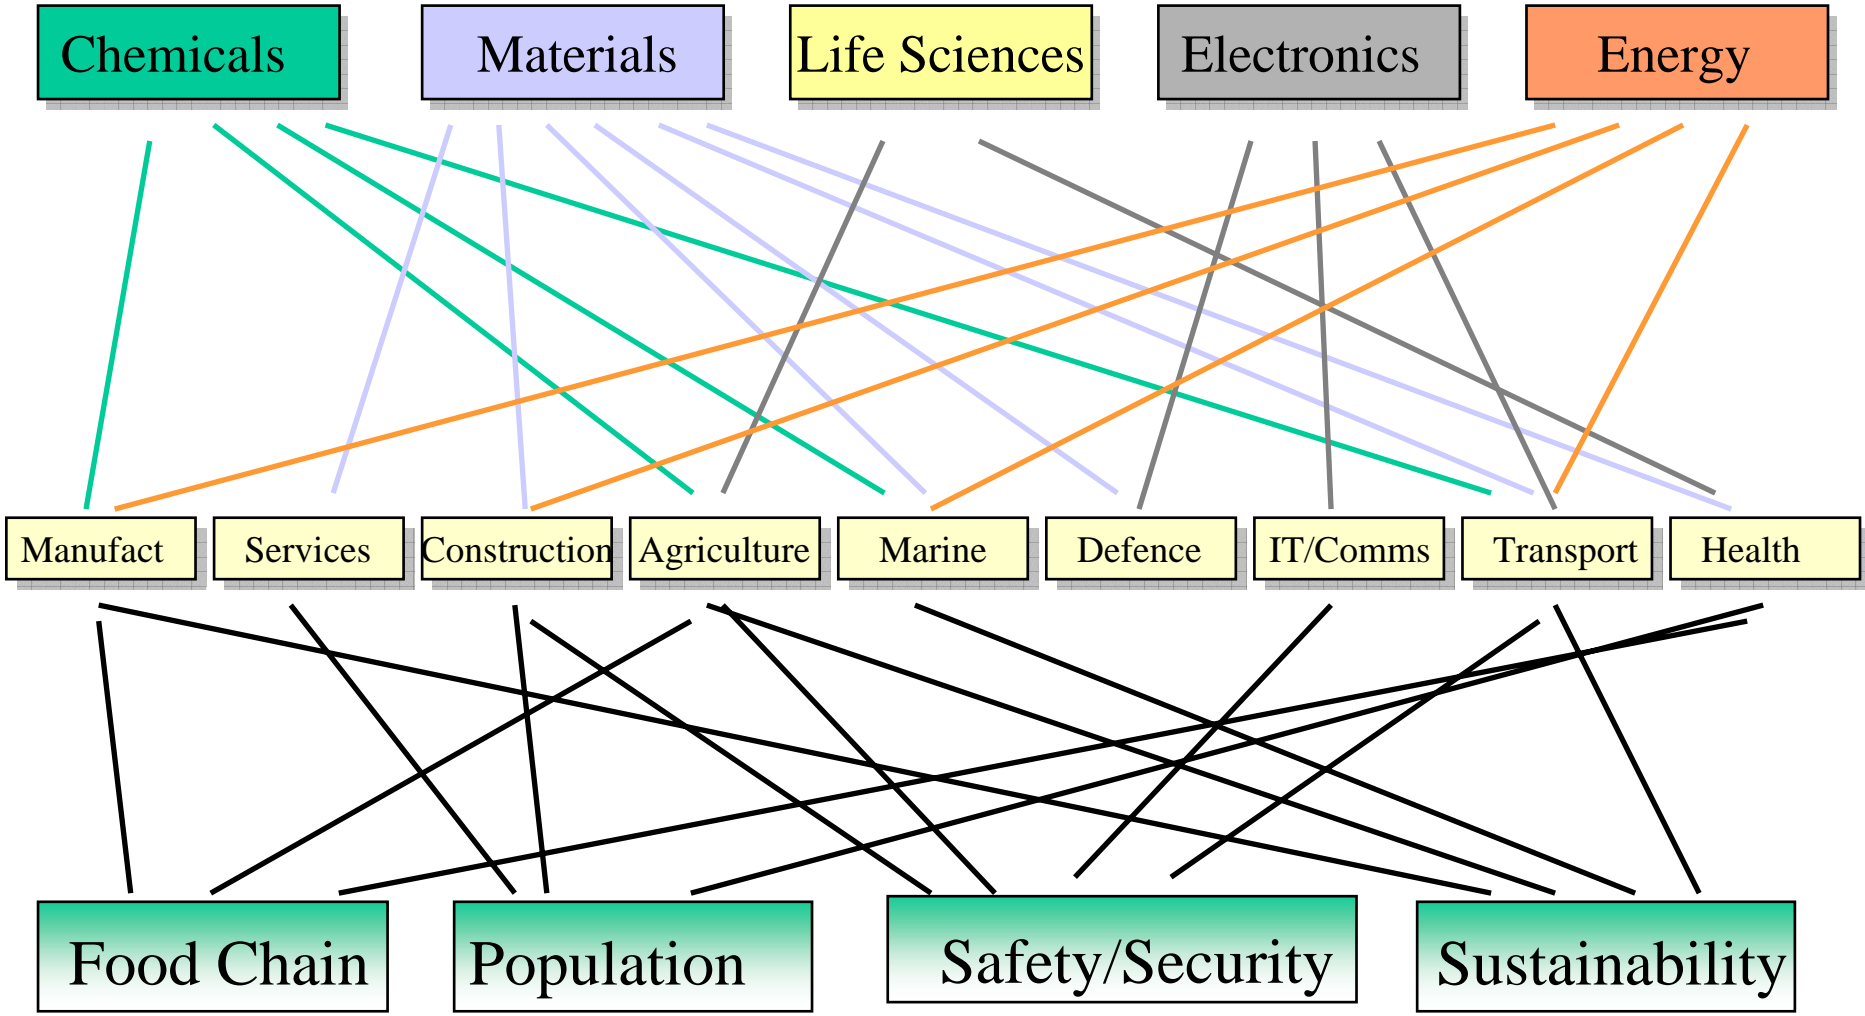 Chemicals
Materials
Life Sciences
Electronics
Energy
Manufact
Services
Construction
Agriculture
Marine
Defence
IT/Comms
Transport
Health
Food Chain
Population
Safety/Security
Sustainability